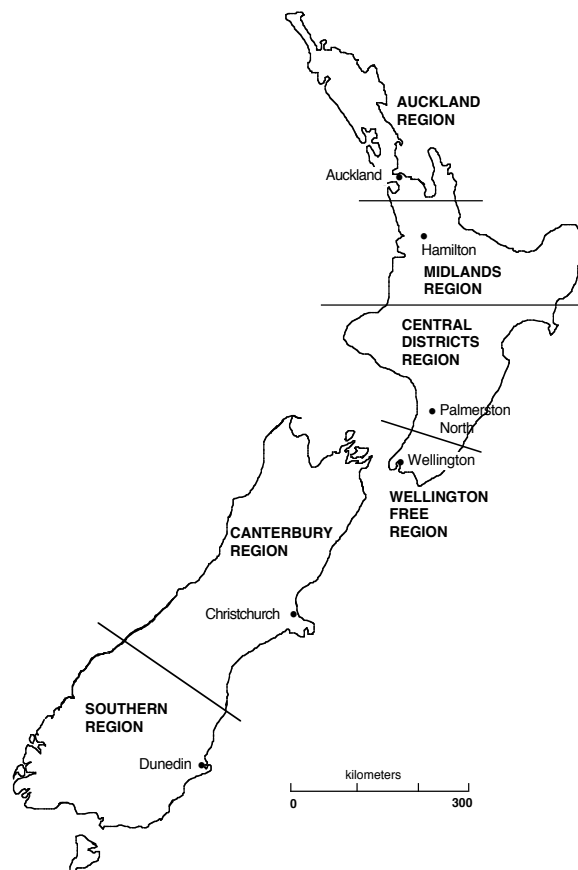 AUCKLAND
REGION
Auckland
Hamilton
MIDLANDS
REGION
CENTRAL
DISTRICTS
REGION
Palmerston
North
Wellington
WELLINGTON
FREE
REGION
CANTERBURY
REGION
Christchurch
SOUTHERN
REGION
Dunedin
kilometers
0 300